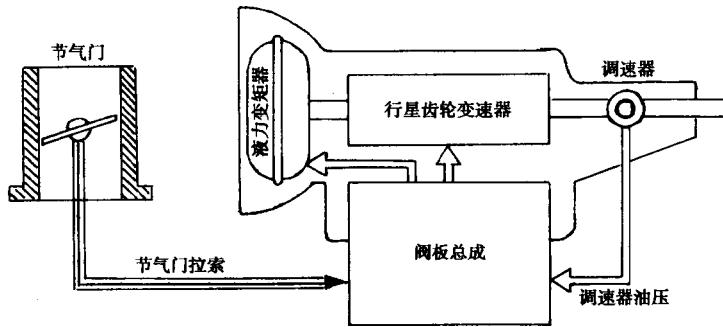 节气门
调速器
液力变矩器
行星齿轮变速器
阀板总成
节气门拉索
调速器油压